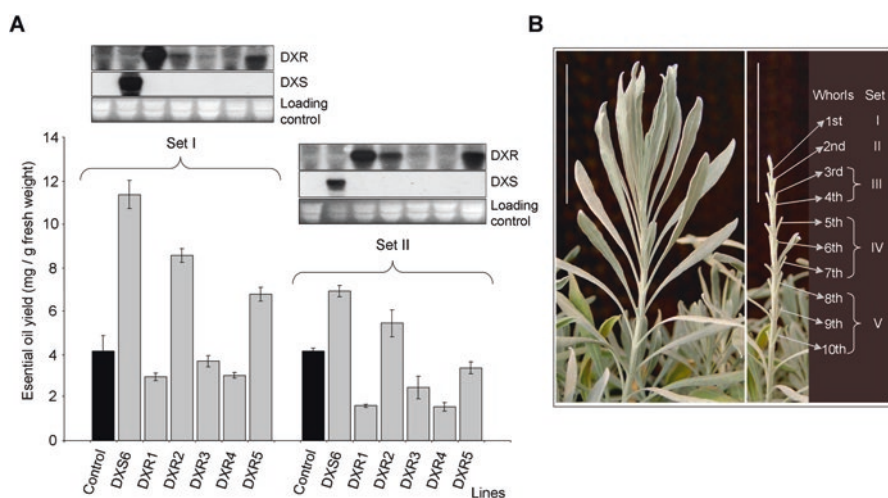 A
DXR
DXS
Loading
control
Set I
DXR
DXS
Loading
control
Set II
Esential oil yield (mg / g fresh weight)
14
12
10
8
6
4
2
0
Control
DXS6
DXR1
DXR2
DXR3
DXR4
DXR5
Control
DXS6
DXR1
DXR2
DXR3
DXR4
DXR5
Lines
B
Whorls Set
1st I
2nd II
3rd
III
4th
5th
6th IV
7th
8th
9th V
10th